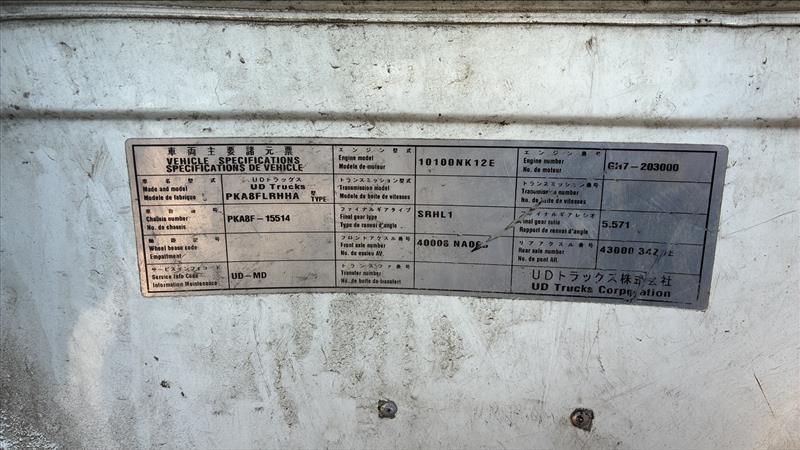 車両主要諸元票
VEHICLE SPECIFICATIONS
SPECIFICATIONS DE VEHICLE
車名型式
Made and model
Modele de fabrique
UDトラックス
UD Trucks
PKA8FLRHHA 型 TYPE
Chalssis number
No. de chassis
PKA8F-15514
Wheel bease code
Empattment
サービスインフォコード
Service Info Code
Information Maintenance
UD-MD
エンジン型式
Engine model
Modele de moteur
10100NK12E
トランスミッション型式
Transmission model
Modele de boite de vitesses
ファイナルギアタイプ
Final gear type
Type de renvoi d'angle
SRHL1
フロントアクスル番号
Front axle number
No. de essieu AV.
40006
トランスファ番号
Transfer number
No. de boite de transfert
エンジン番号
Engine number
No. de moteur
GH7-203000
トランスミッション番号
Transmission number
No. de boite de vitesses
ファイナルギアレシオ
Final gear ratio
Rapport de renvoi d'angle
5.571
リアアクスル番号
Rear axle number
No. de pont AR.
43000
UDトラックス株式会社
UD Trucks Corporation